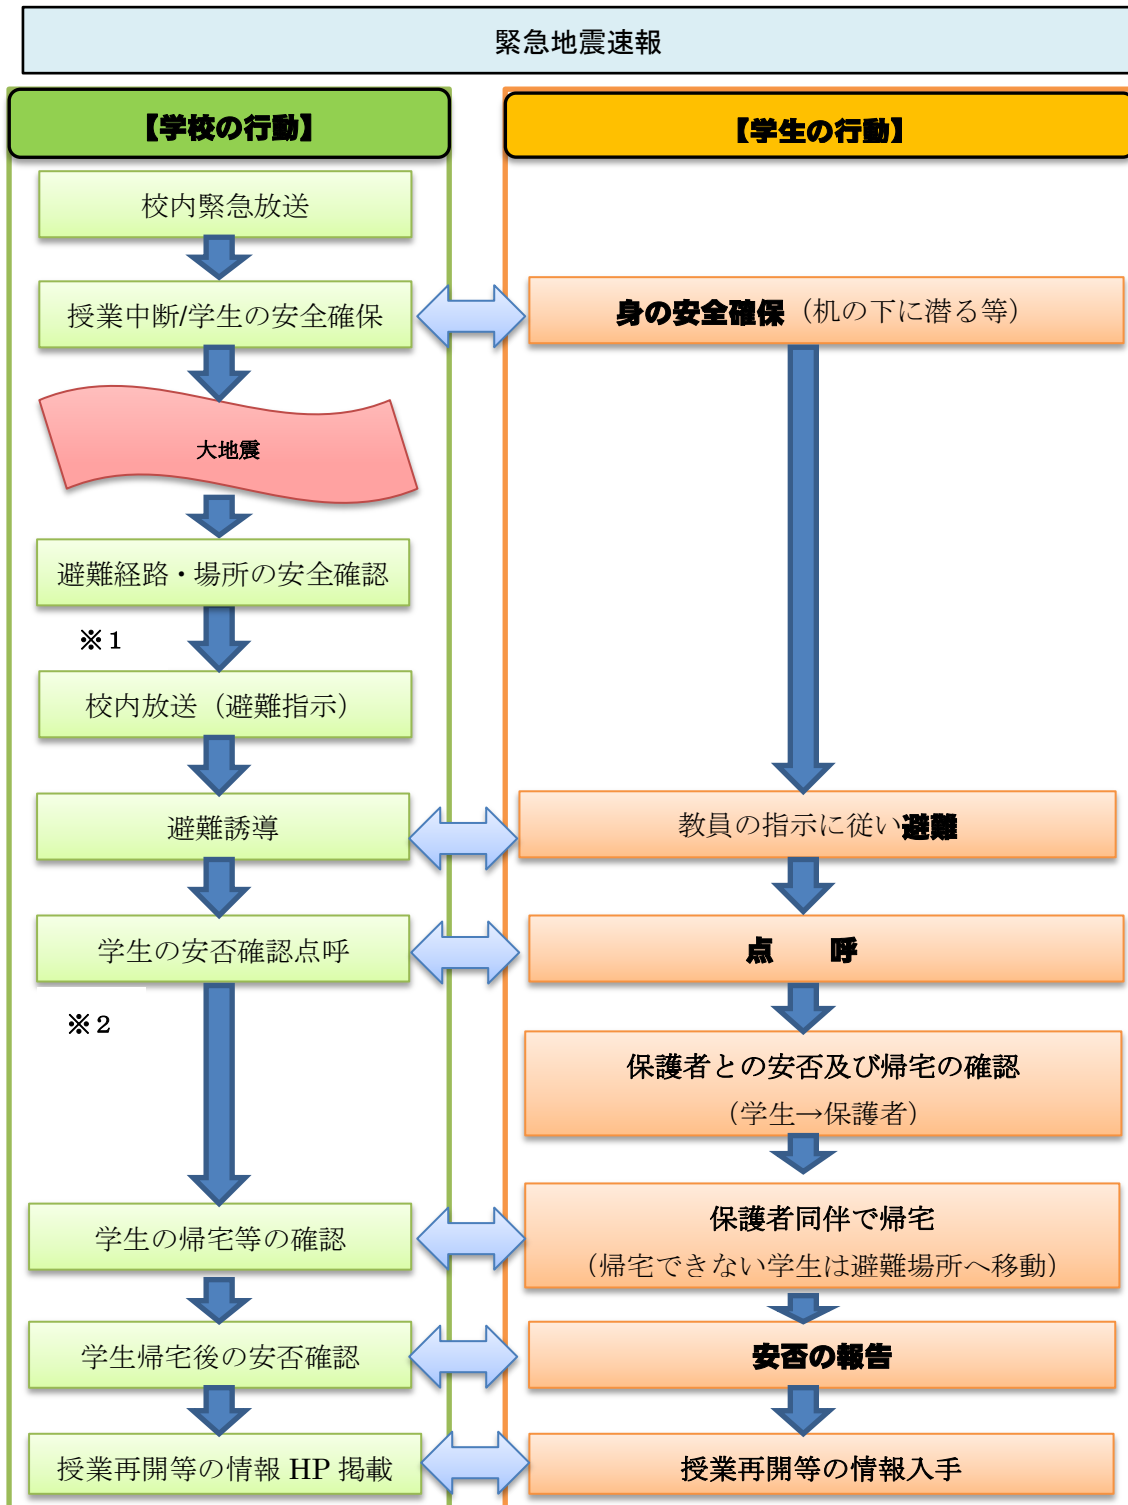 緊急地震速報
【学校の行動】
【学生の行動】
校内緊急放送
授業中断/学生の安全確保
身の安全確保（机の下に潜る等）
大地震
避難経路・場所の安全確認
※1
校内放送（避難指示）
避難誘導
教員の指示に従い避難
学生の安否確認点呼
点　呼
※2
保護者との安否及び帰宅の確認
（学生→保護者）
学生の帰宅等の確認
保護者同伴で帰宅
（帰宅できない学生は避難場所へ移動）
学生帰宅後の安否確認
安否の報告
授業再開等の情報 HP 掲載
授業再開等の情報入手